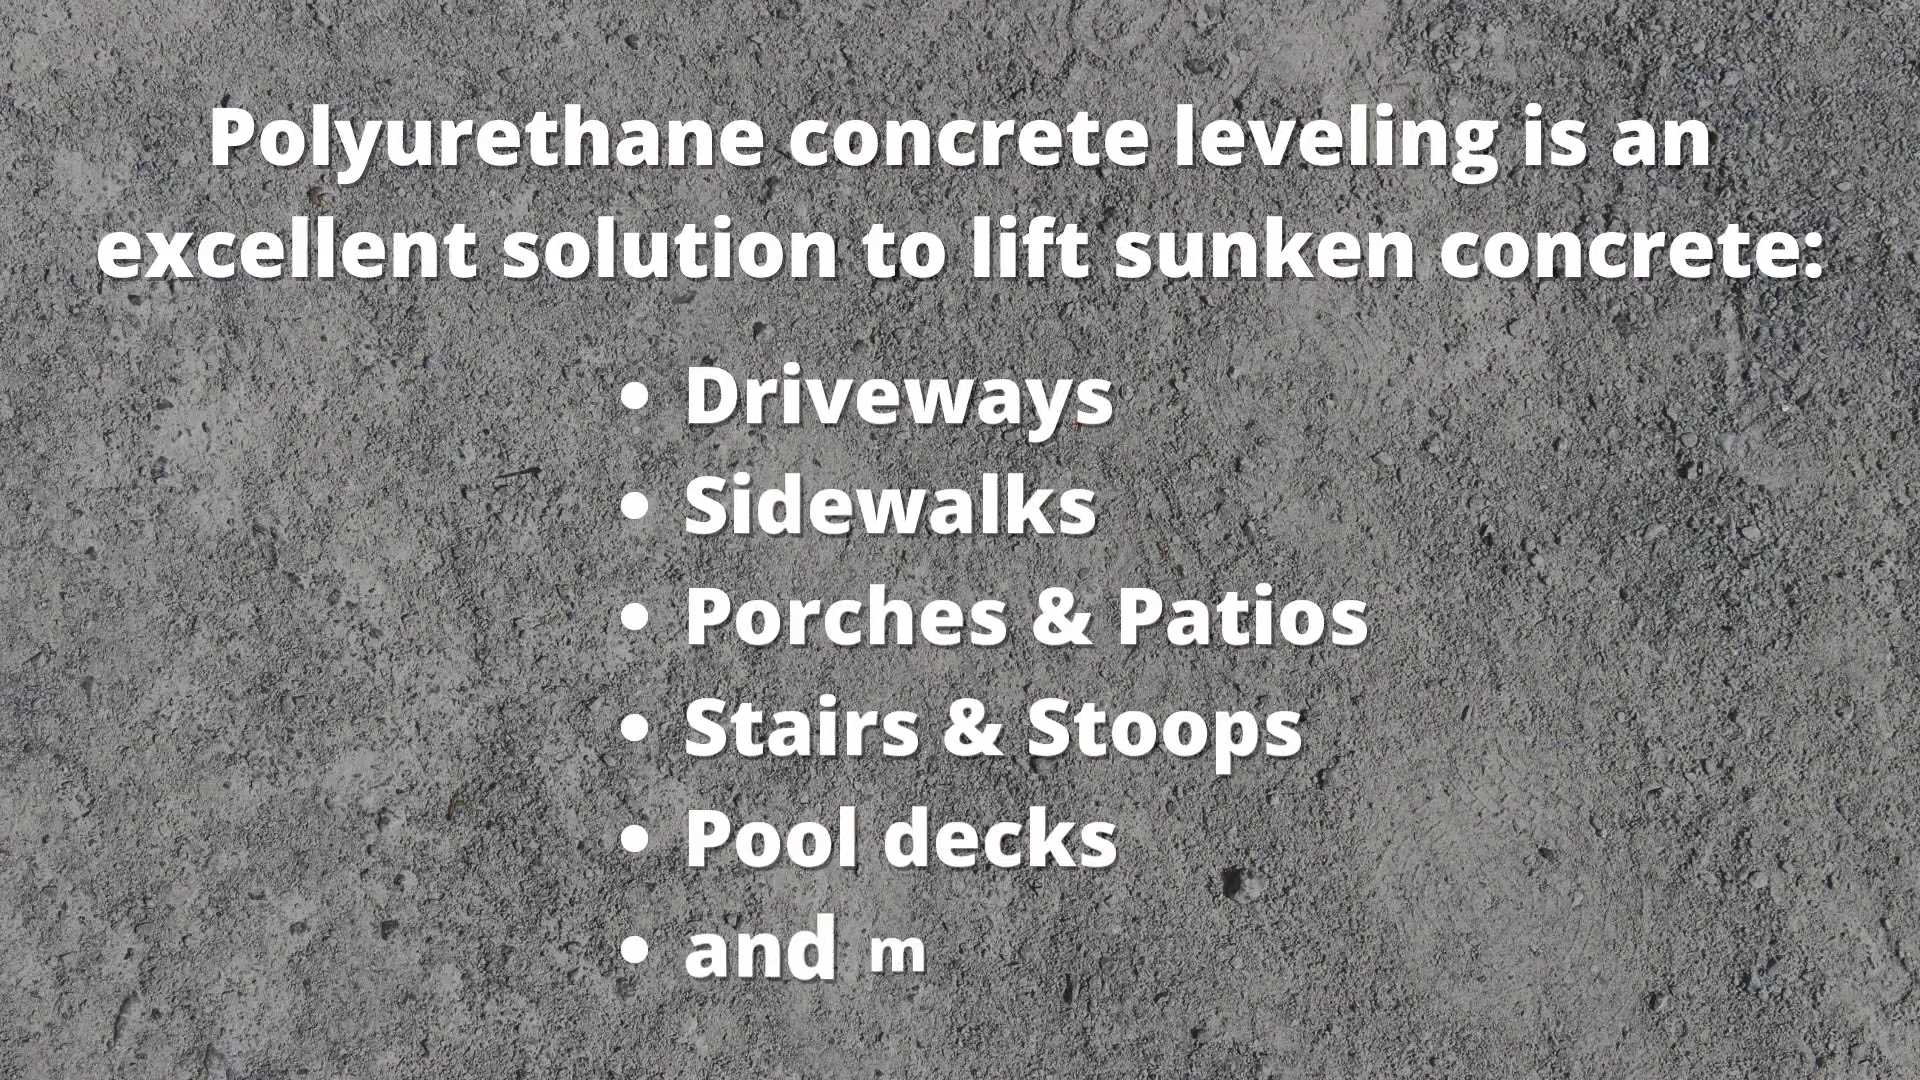 Polyurethane concrete leveling is an
excellent solution to lift sunken concrete:
• Driveways
• Sidewalks
• Porches & Patios
• Stairs & Stoops
• Pool decks
• and m